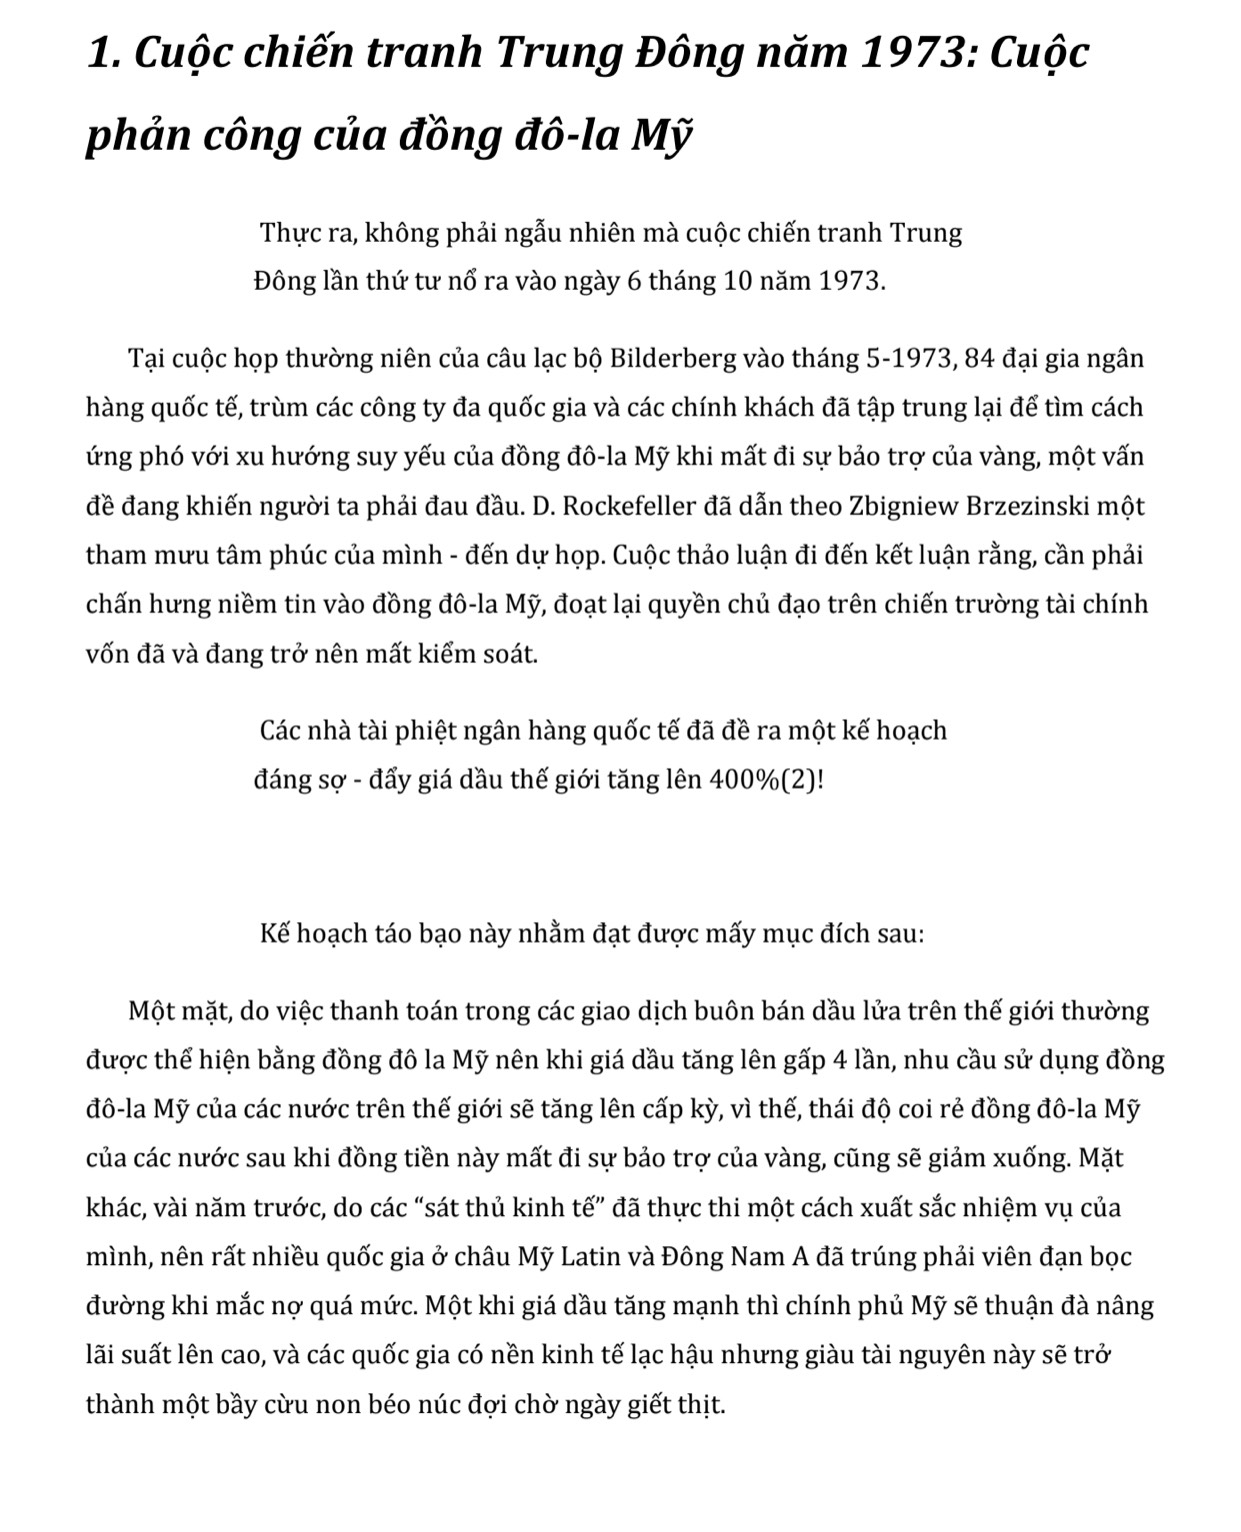 1. Cuộc chiến tranh Trung Đông năm 1973: Cuộc
phản công của đồng đô-la Mỹ
Thực ra, không phải ngẫu nhiên mà cuộc chiến tranh Trung
Đông lần thứ tư nổ ra vào ngày 6 tháng 10 năm 1973.
Tại cuộc họp thường niên của câu lạc bộ Bilderberg vào tháng 5-1973, 84 đại gia ngân
hàng quốc tế, trùm các công ty đa quốc gia và các chính khách đã tập trung lại để tìm cách
ứng phó với xu hướng suy yếu của đồng đô-la Mỹ khi mất đi sự bảo trợ của vàng, một vấn
đề đang khiến người ta phải đau đầu. D. Rockefeller đã dẫn theo Zbigniew Brzezinski một
tham mưu tâm phúc của mình - đến dự họp. Cuộc thảo luận đi đến kết luận rằng, cần phải
chấn hưng niềm tin vào đồng đô-la Mỹ, đoạt lại quyền chủ đạo trên chiến trường tài chính
vốn đã và đang trở nên mất kiểm soát.
Các nhà tài phiệt ngân hàng quốc tế đã đề ra một kế hoạch
đáng sợ - đẩy giá dầu thế giới tăng lên 400%(2)!
Kế hoạch táo bạo này nhằm đạt được mấy mục đích sau:
Một mặt, do việc thanh toán trong các giao dịch buôn bán dầu lửa trên thế giới thường
được thể hiện bằng đồng đô la Mỹ nên khi giá dầu tăng lên gấp 4 lần, nhu cầu sử dụng đồng
đô-la Mỹ của các nước trên thế giới sẽ tăng lên cấp kỳ, vì thế, thái độ coi rẻ đồng đô-la Mỹ
của các nước sau khi đồng tiền này mất đi sự bảo trợ của vàng, cũng sẽ giảm xuống. Mặt
khác, vài năm trước, do các “sát thủ kinh tế” đã thực thi một cách xuất sắc nhiệm vụ của
mình, nên rất nhiều quốc gia ở châu Mỹ Latin và Đông Nam A đã trúng phải viên đạn bọc
đường khi mắc nợ quá mức. Một khi giá dầu tăng mạnh thì chính phủ Mỹ sẽ thuận đà nâng
lãi suất lên cao, và các quốc gia có nền kinh tế lạc hậu nhưng giàu tài nguyên này sẽ trở
thành một bầy cừu non béo núc đợi chờ ngày giết thịt.